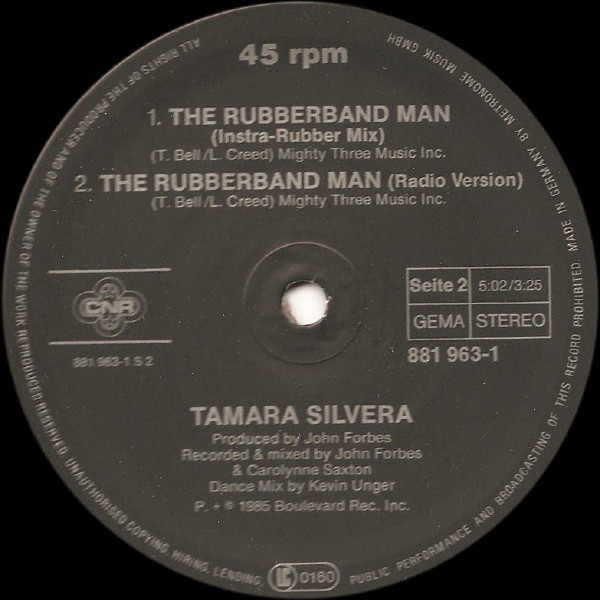 45 rpm
1. THE RUBBERBAND MAN
(Instra-Rubber Mix)
(T. Bell/L. Creed) Mighty Three Music Inc.
2. THE RUBBERBAND MAN (Radio Version)
(T. Bell/L. Creed) Mighty Three Music Inc.
CNR
881 963-1 S 2
Seite 2 5:02/3:25
GEMA STEREO
881 963-1
TAMARA SILVERA
Produced by John Forbes
Recorded & mixed by John Forbes
& Carolynne Saxton
Dance Mix by Kevin Unger
P. + © 1985 Boulevard Rec. Inc.
ALL RIGHTS OF THE PRODUCER AND OF THE OWNER OF THE WORK REPRODUCED RESERVED. UNAUTHORISED COPYING, HIRING, LENDING, LC 0160 PUBLIC PERFORMANCE AND BROADCASTING OF THIS RECORD PROHIBITED. MADE IN GERMANY BY METRONOME MUSIK GMBH